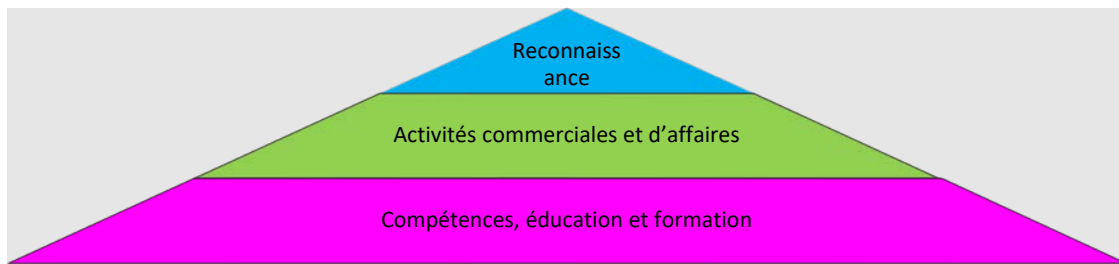 Reconnaiss
ance
Activités commerciales et d’affaires
Compétences, éducation et formation